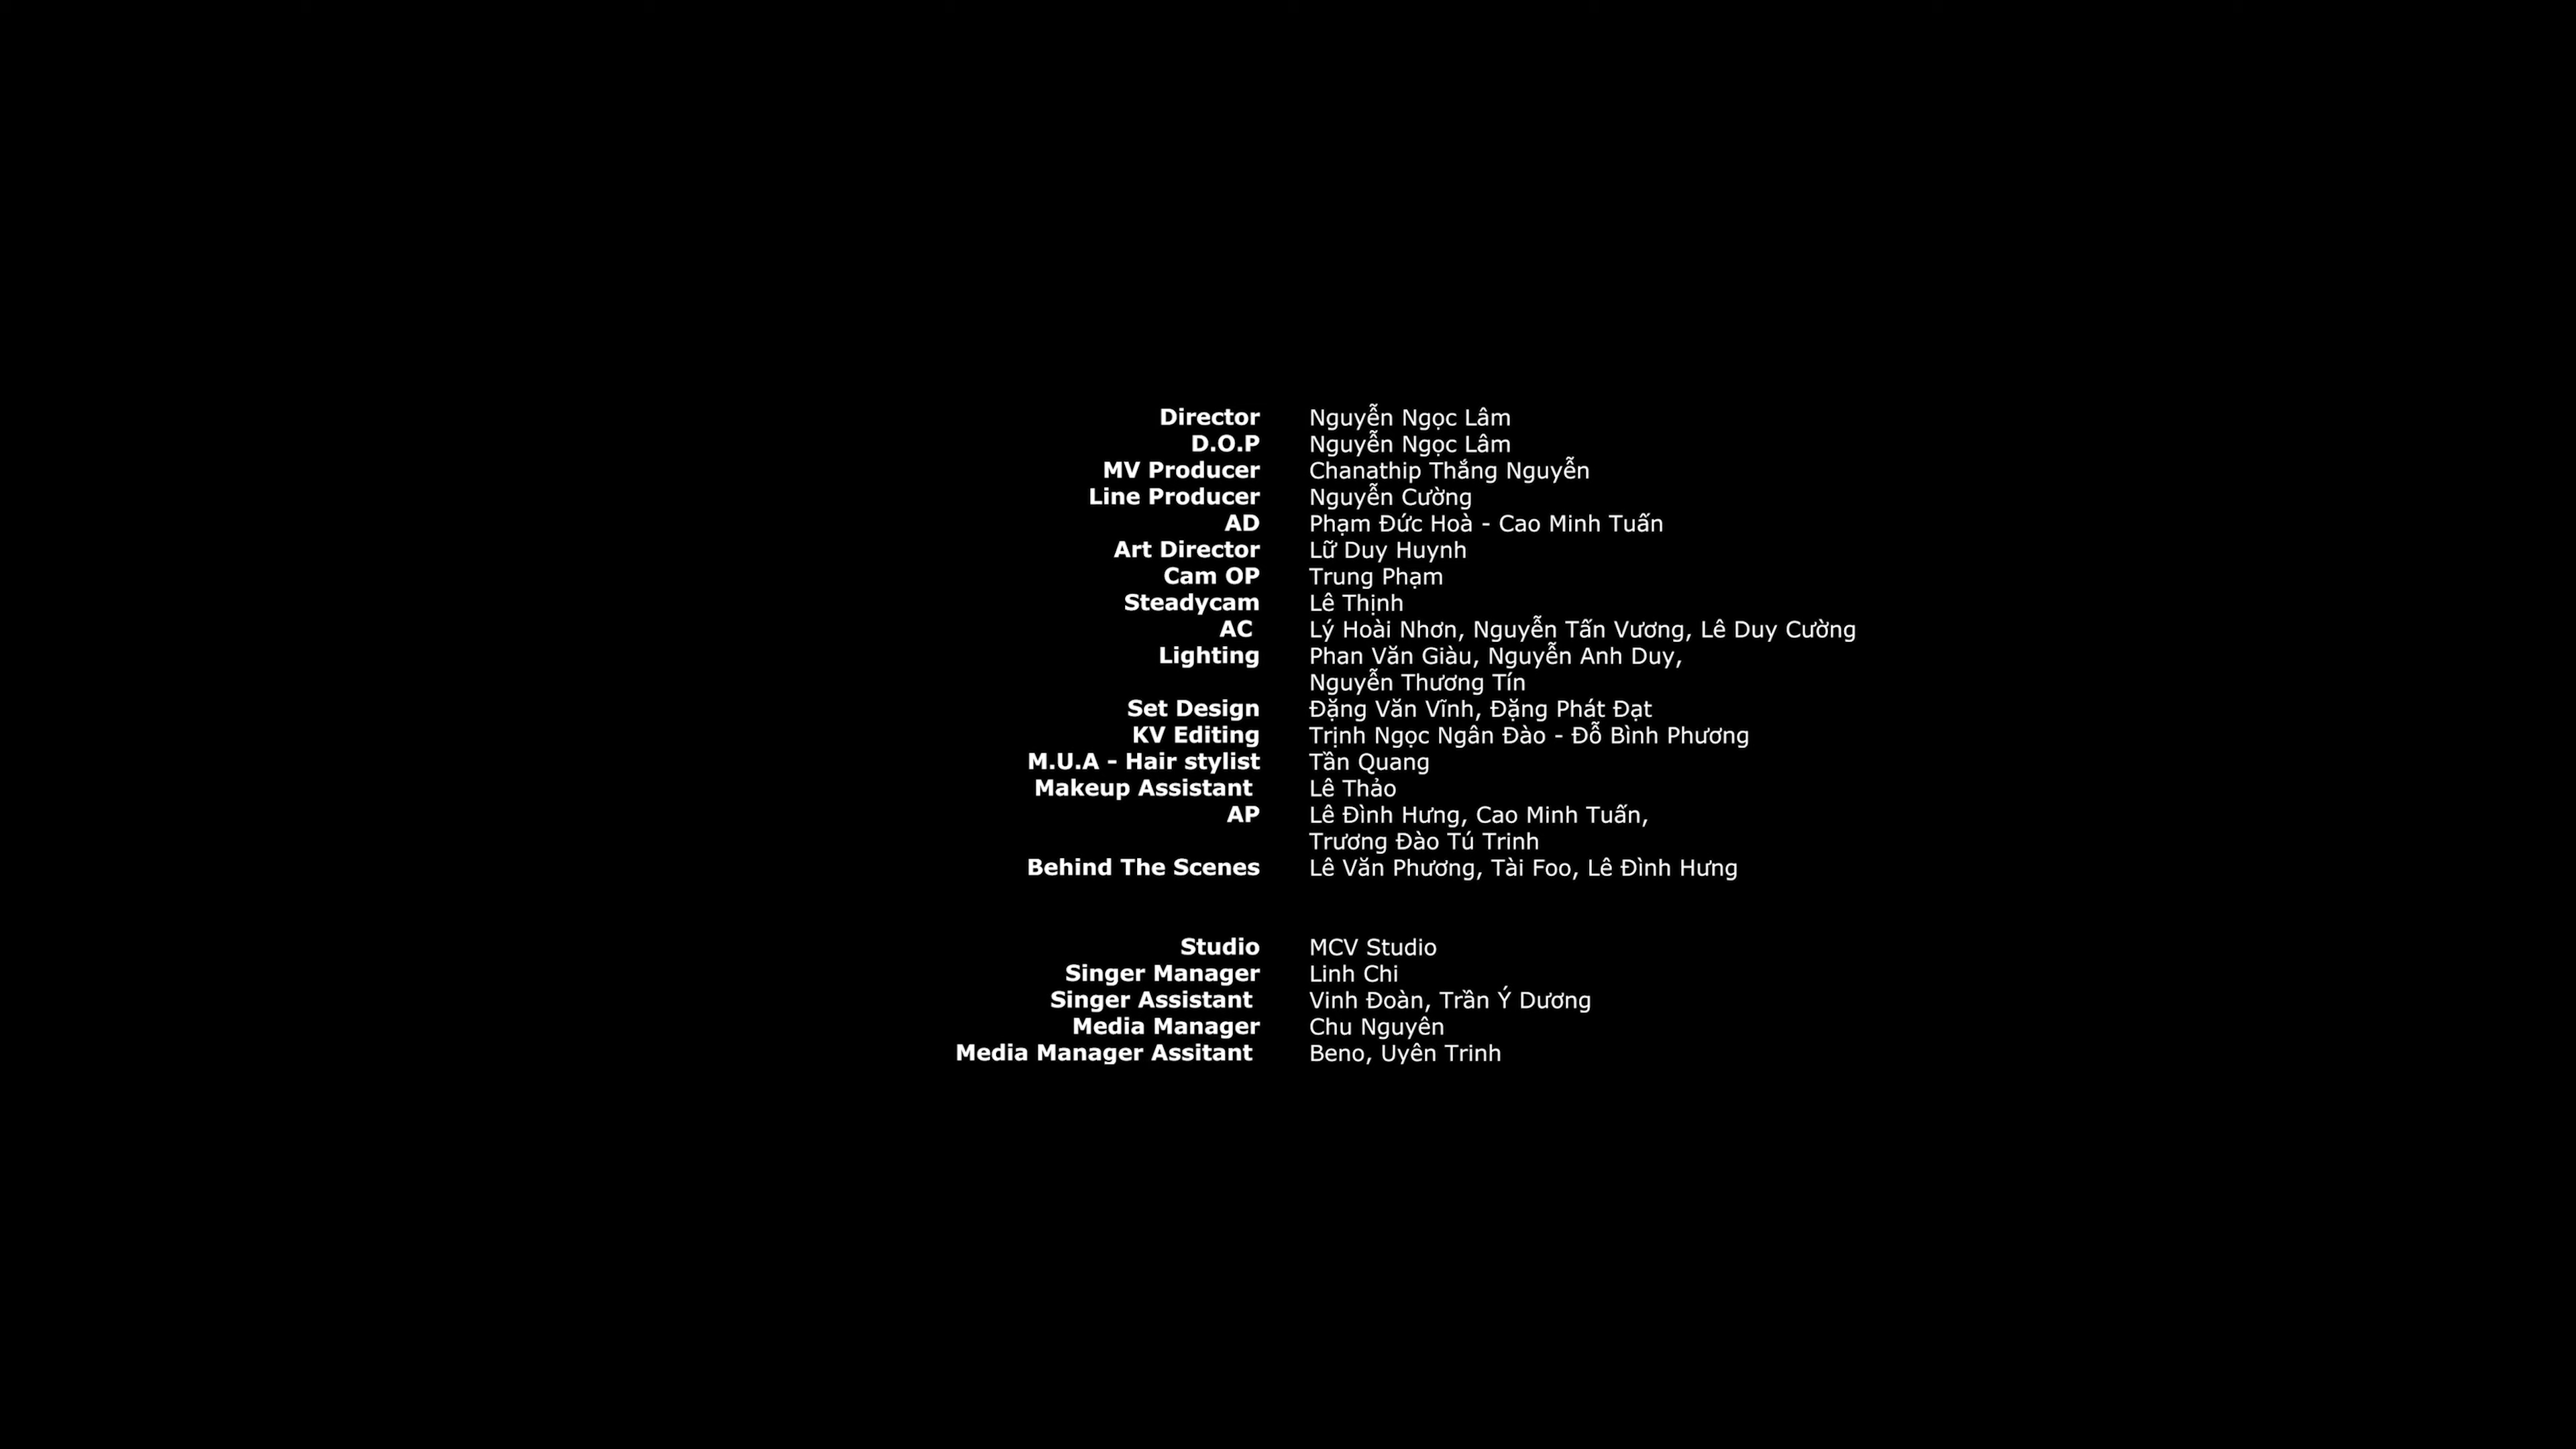 Director Nguyễn Ngọc Lâm
D.O.P Nguyễn Ngọc Lâm
MV Producer Chanathip Thắng Nguyễn
Line Producer Nguyễn Cường
AD Phạm Đức Hoà - Cao Minh Tuấn
Art Director Lữ Duy Huynh
Cam OP Trung Phạm
Steadycam Lê Thịnh
AC Lý Hoài Nhơn, Nguyễn Tấn Vương, Lê Duy Cường
Lighting Phan Văn Giàu, Nguyễn Anh Duy,
Nguyễn Thương Tín
Set Design Đặng Văn Vĩnh, Đặng Phát Đạt
KV Editing Trịnh Ngọc Ngân Đào - Đỗ Bình Phương
M.U.A - Hair stylist Tần Quang
Makeup Assistant Lê Thảo
AP Lê Đình Hưng, Cao Minh Tuấn,
Trương Đào Tú Trinh
Behind The Scenes Lê Văn Phương, Tài Foo, Lê Đình Hưng
Studio MCV Studio
Singer Manager Linh Chi
Singer Assistant Vinh Đoàn, Trần Ý Dương
Media Manager Chu Nguyên
Media Manager Assitant Beno, Uyên Trinh